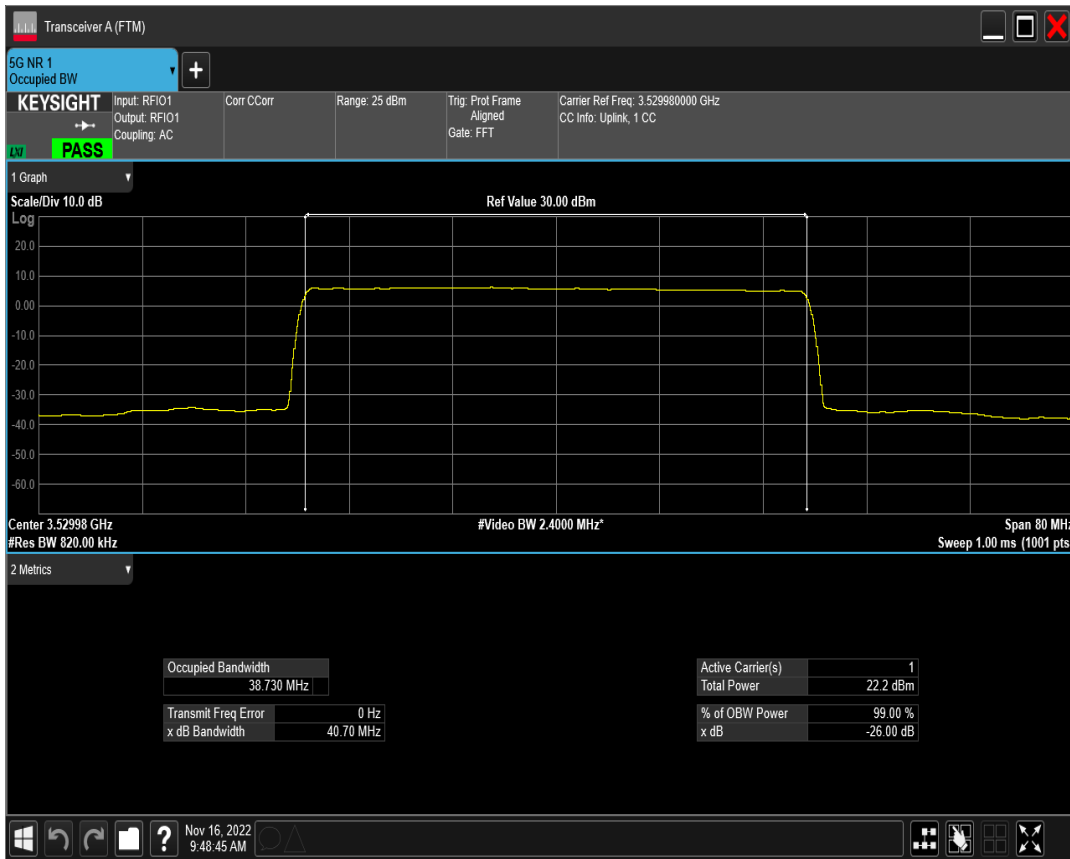 Transceiver A (FTM)
5G NR 1
Occupied BW
KEYSIGHT
LXI
PASS
Input: RFIO1
Output: RFIO1
Coupling: AC
Corr CCorr
Range: 25 dBm
Trig: Prot Frame
Aligned
Gate: FFT
Carrier Ref Freq: 3.529980000 GHz
CC Info: Uplink, 1 CC
1 Graph
Scale/Div 10.0 dB
Ref Value 30.00 dBm
Log
20.0
10.0
0.00
-10.0
-20.0
-30.0
-40.0
-50.0
-60.0
Center 3.52998 GHz
#Video BW 2.4000 MHz*
Span 80 MHz
#Res BW 820.00 kHz
Sweep 1.00 ms (1001 pts
2 Metrics
Occupied Bandwidth
38.730 MHz
Transmit Freq Error 0 Hz
x dB Bandwidth 40.70 MHz
Active Carrier(s) 1
Total Power 22.2 dBm
% of OBW Power 99.00 %
x dB -26.00 dB
?
Nov 16, 2022
9:48:45 AM